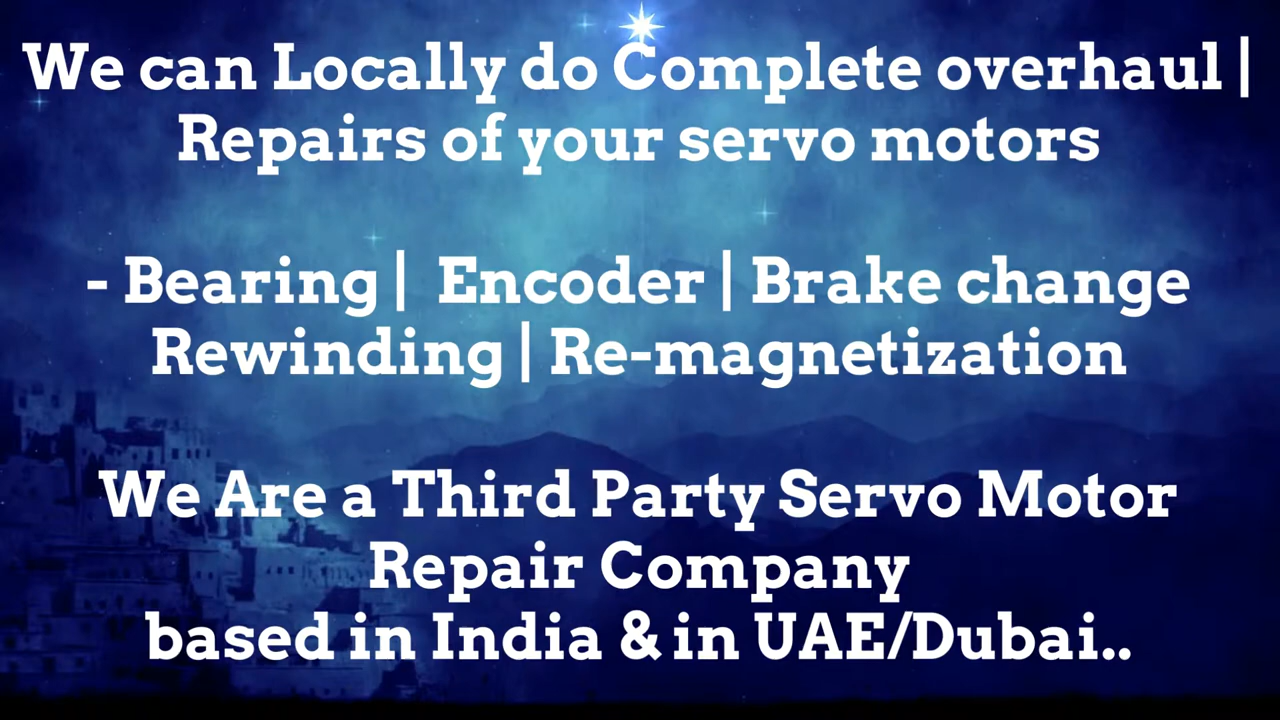 We can Locally do Complete overhaul |
Repairs of your servo motors
- Bearing | Encoder | Brake change
Rewinding | Re-magnetization
We Are a Third Party Servo Motor
Repair Company
based in India & in UAE/Dubai..